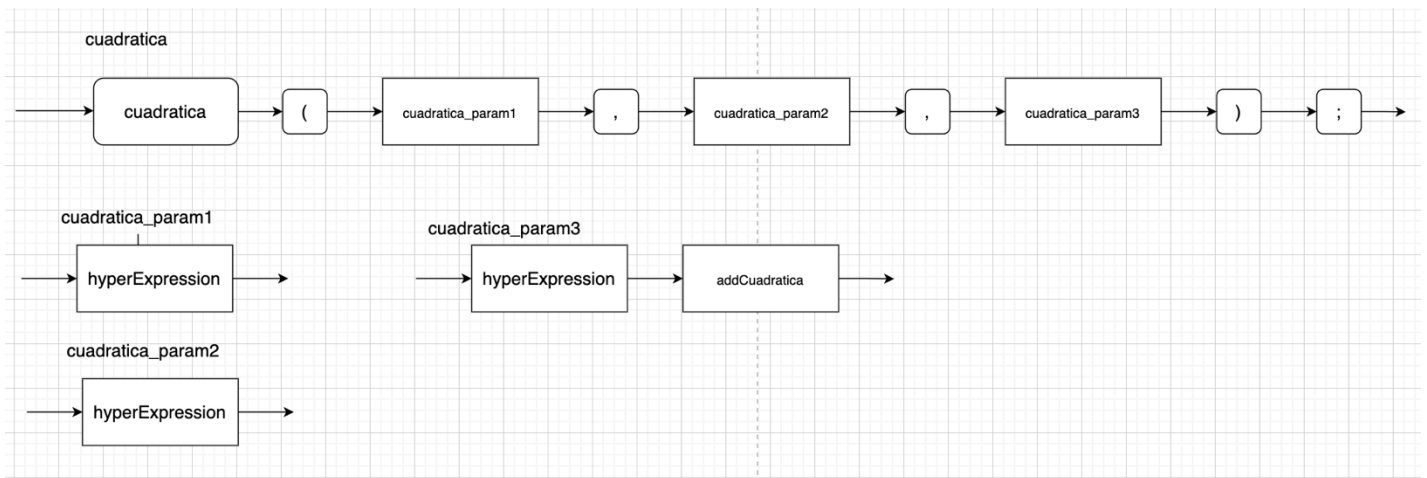 cuadratica
cuadratica ( cuadratica_param1 , cuadratica_param2 , cuadratica_param3 ) ;
cuadratica_param1
hyperExpression
cuadratica_param3
hyperExpression addCuadratica
cuadratica_param2
hyperExpression